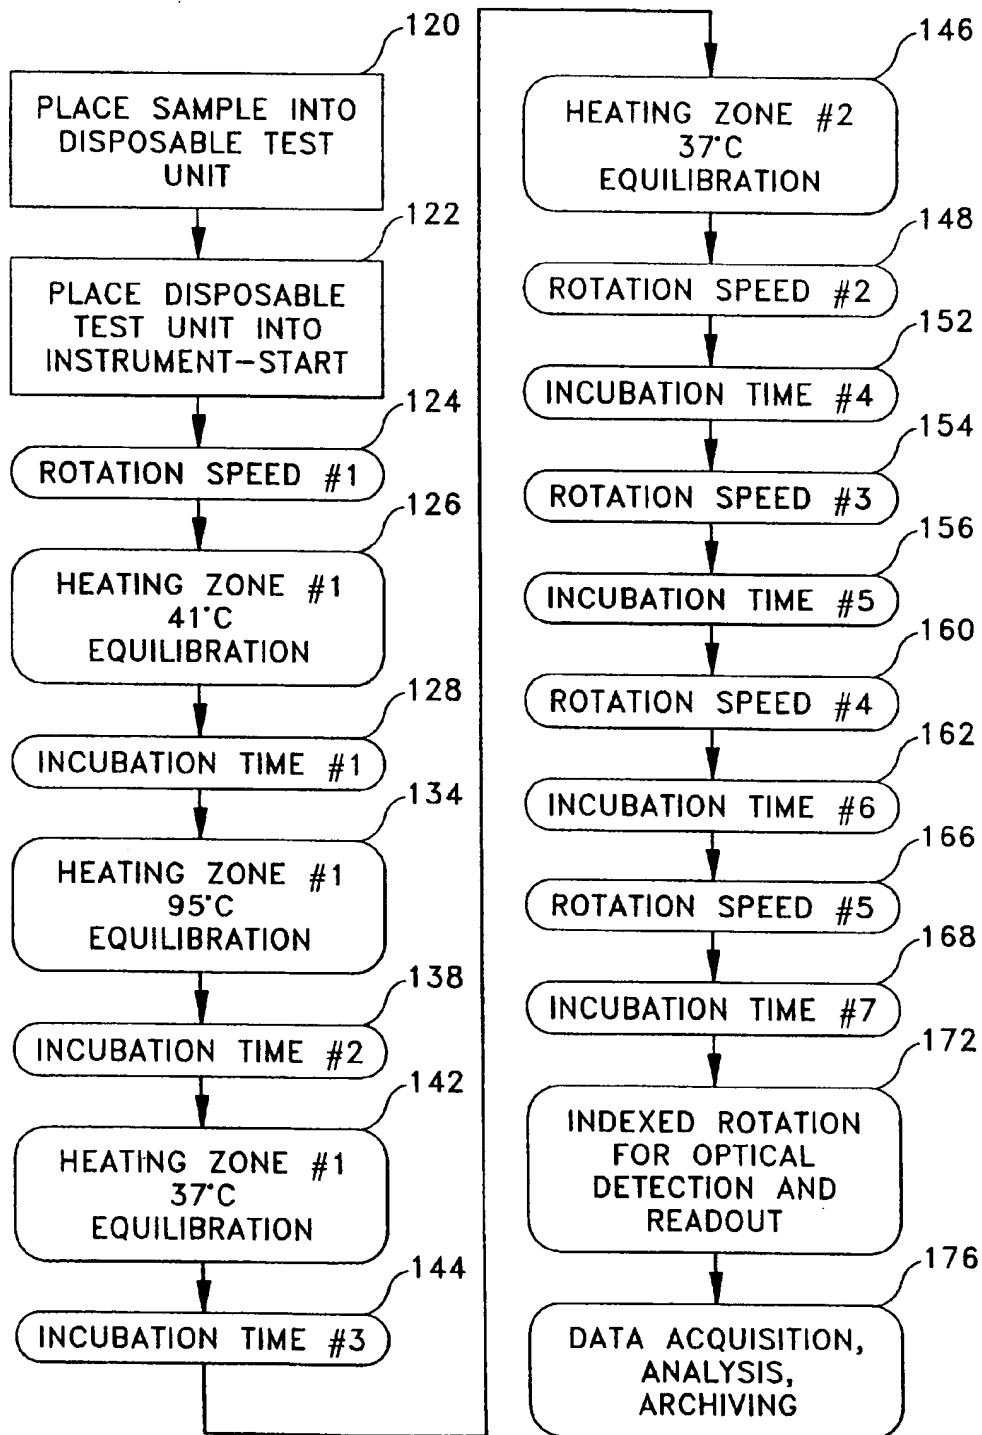 120
PLACE SAMPLE INTO
DISPOSABLE TEST
UNIT
122
PLACE DISPOSABLE
TEST UNIT INTO
INSTRUMENT-START
124
ROTATION SPEED #1
126
HEATING ZONE #1
41°C
EQUILIBRATION
128
INCUBATION TIME #1
134
HEATING ZONE #1
95°C
EQUILIBRATION
138
INCUBATION TIME #2
142
HEATING ZONE #1
37°C
EQUILIBRATION
144
INCUBATION TIME #3
146
HEATING ZONE #2
37°C
EQUILIBRATION
148
ROTATION SPEED #2
152
INCUBATION TIME #4
154
ROTATION SPEED #3
156
INCUBATION TIME #5
160
ROTATION SPEED #4
162
INCUBATION TIME #6
166
ROTATION SPEED #5
168
INCUBATION TIME #7
172
INDEXED ROTATION
FOR OPTICAL
DETECTION AND
READOUT
176
DATA ACQUISITION,
ANALYSIS,
ARCHIVING